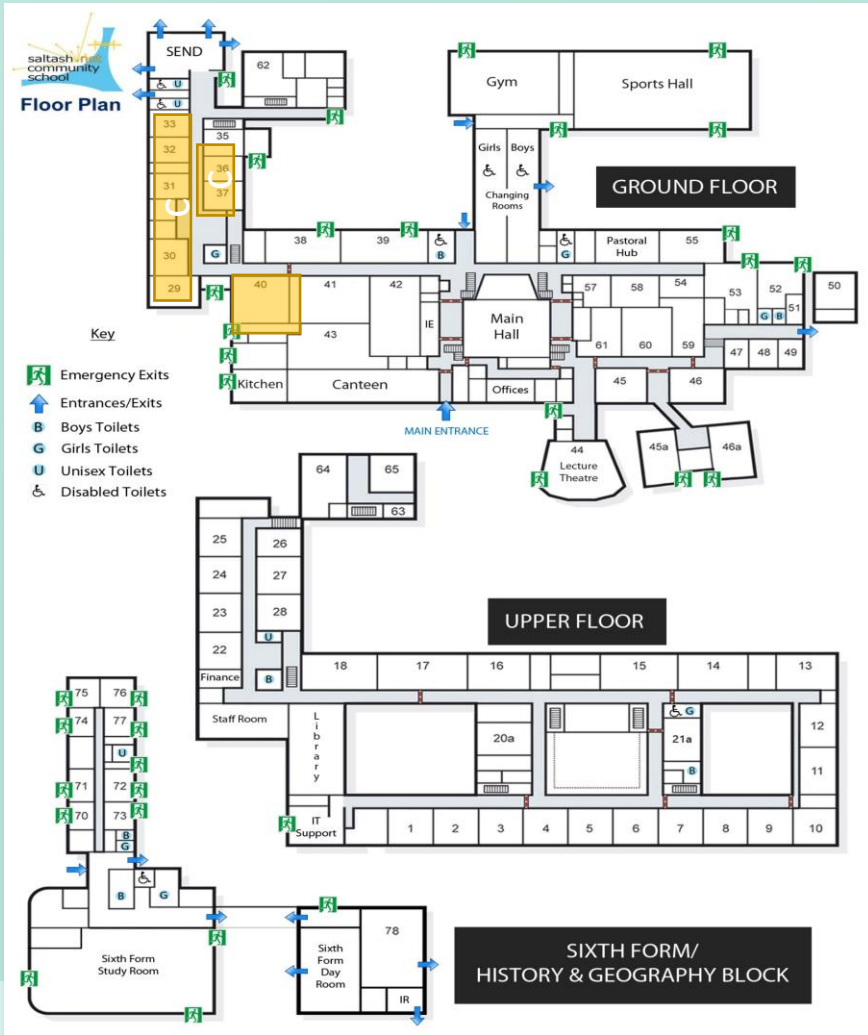 saltash.net
community
school
Floor Plan
SEND
U
U
33
32
31
30
29
C
62
35
36
37
C
G
38
39
B
40
41
42
43
IE
Kitchen
Canteen
Gym
Sports Hall
Girls
Boys
Changing
Rooms
GROUND FLOOR
G
Pastoral
Hub
55
Main
Hall
Offices
MAIN ENTRANCE
57
58
54
53
52
51
50
G
B
61
60
59
47
48
49
45
46
44
Lecture
Theatre
45a
46a
Key
Emergency Exits
Entrances/Exits
B
Boys Toilets
G
Girls Toilets
U
Unisex Toilets
Disabled Toilets
64
65
63
25
26
24
27
23
28
22
U
B
Finance
Staff Room
UPPER FLOOR
18
17
16
15
14
13
Library
20a
G
21a
B
12
11
IT
Support
1
2
3
4
5
6
7
8
9
10
75
76
74
77
U
71
72
70
73
B
G
B
G
Sixth Form
Study Room
Sixth
Form
Day
Room
78
IR
SIXTH FORM/
HISTORY & GEOGRAPHY BLOCK